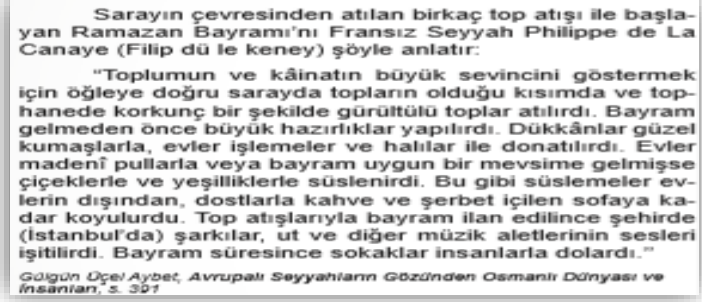 Sarayın çevresinden atılan birkaç top atışı ile başla-
yan Ramazan Bayramı'nı Fransız Seyyah Philippe de La
Canaye (Filip dü le keney) şöyle anlatır:
"Toplumun ve kâinatın büyük sevincini göstermek
için öğleye doğru sarayda topların olduğu kısımda ve top-
hanede korkunç bir şekilde gürültülü toplar atılırdı. Bayram
gelmeden önce büyük hazırlıklar yapılırdı. Dükkânlar güzel
kumaşlarla, evler işlemeler ve halılar ile donatılırdı. Evler
madenî pullarla veya bayram uygun bir mevsime gelmişse
çiçeklerle ve yeşilliklerle süslenirdi. Bu gibi süslemeler ev-
lerin dışından, dostlarla kahve ve şerbet içilen sofaya ka-
dar koyulurdu. Top atışlarıyla bayram ilan edilince şehirde
(İstanbul'da) şarkılar, ut ve diğer müzik aletlerinin sesleri
işitilirdi. Bayram süresince sokaklar insanlarla dolardı."
Gülgün Üçel Aybet, Avrupalı Seyyahların Gözünden Osmanlı Dünyası ve
İnsanları, s. 391